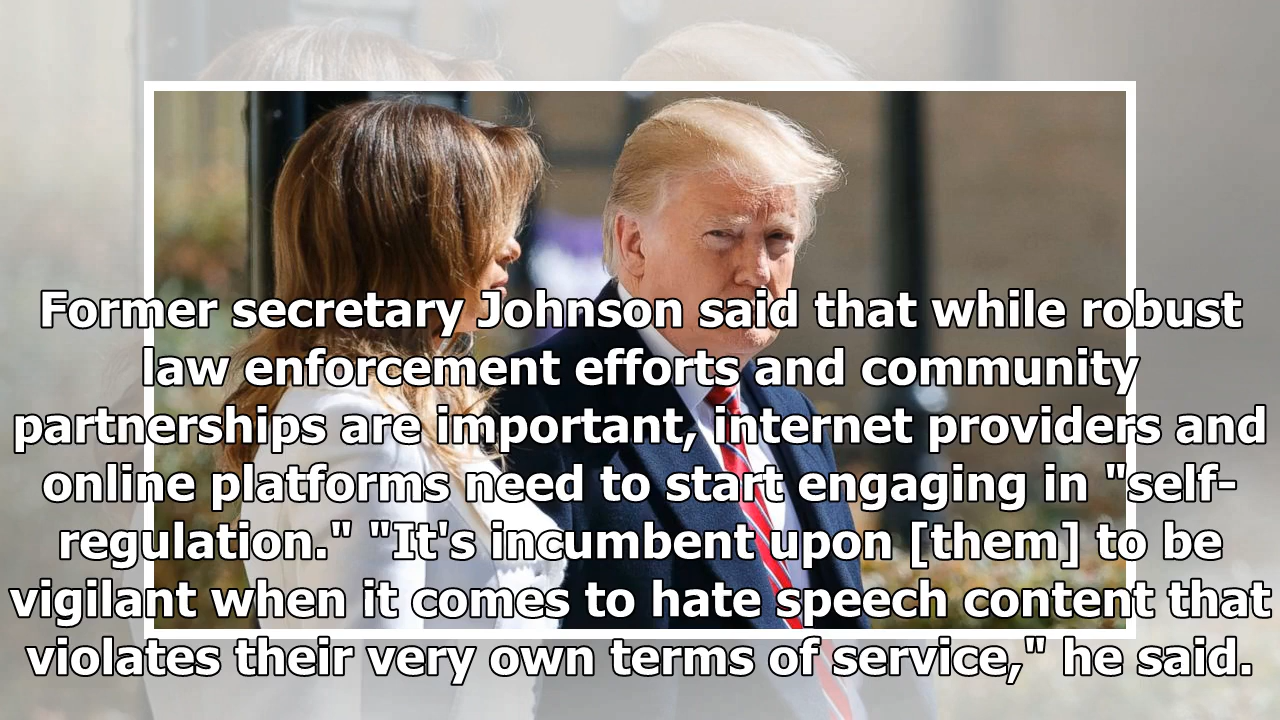 Former secretary Johnson said that while robust
law enforcement efforts and community
partnerships are important, internet providers and
online platforms need to start engaging in "self-
regulation." "It's incumbent upon [them] to be
vigilant when it comes to hate speech content that
violates their very own terms of service," he said.